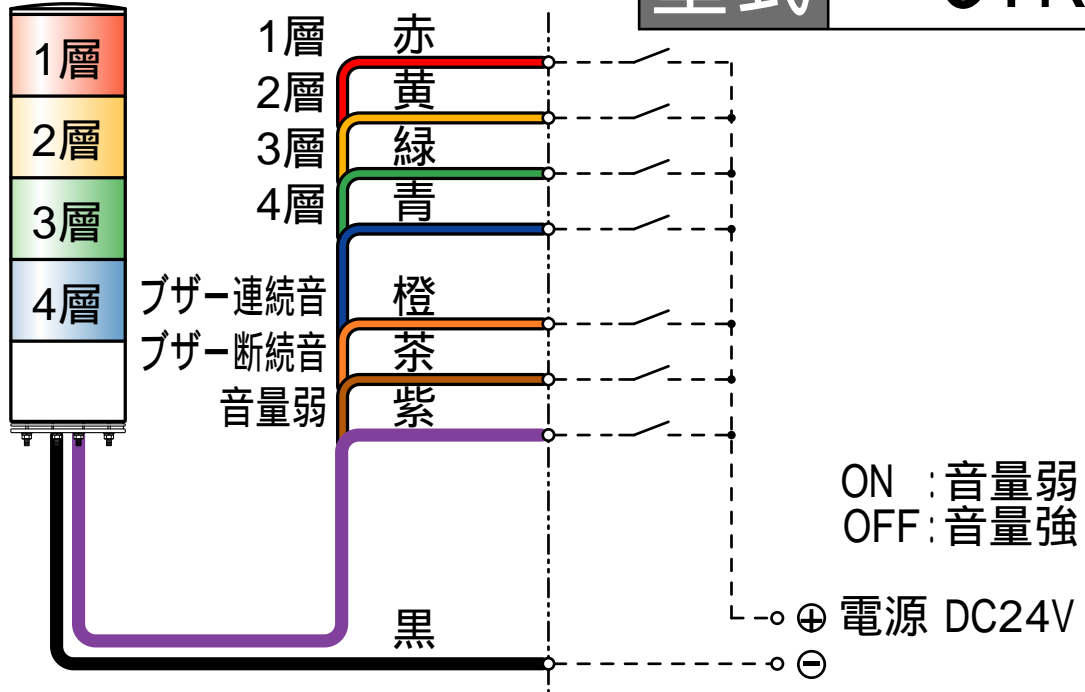 1層
2層
3層
4層
1層 赤
2層 黄
3層 緑
4層 青
ブザー連続音 橙
ブザー断続音 茶
音量弱 紫
ON :音量弱
OFF:音量強
黒
⊕ 電源 DC24V
⊖